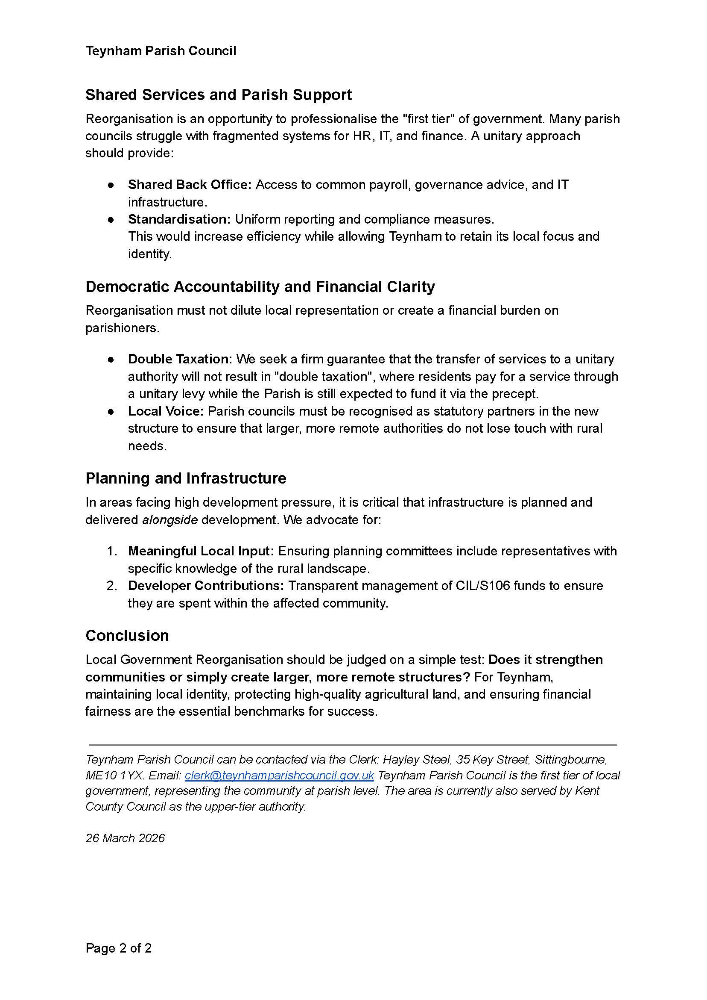 Teynham Parish Council
Shared Services and Parish Support
Reorganisation is an opportunity to professionalise the "first tier" of government. Many parish
councils struggle with fragmented systems for HR, IT, and finance. A unitary approach
should provide:
● Shared Back Office: Access to common payroll, governance advice, and IT
infrastructure.
● Standardisation: Uniform reporting and compliance measures.
This would increase efficiency while allowing Teynham to retain its local focus and
identity.
Democratic Accountability and Financial Clarity
Reorganisation must not dilute local representation or create a financial burden on
parishioners.
● Double Taxation: We seek a firm guarantee that the transfer of services to a unitary
authority will not result in "double taxation", where residents pay for a service through
a unitary levy while the Parish is still expected to fund it via the precept.
● Local Voice: Parish councils must be recognised as statutory partners in the new
structure to ensure that larger, more remote authorities do not lose touch with rural
needs.
Planning and Infrastructure
In areas facing high development pressure, it is critical that infrastructure is planned and
delivered alongside development. We advocate for:
1. Meaningful Local Input: Ensuring planning committees include representatives with
specific knowledge of the rural landscape.
2. Developer Contributions: Transparent management of CIL/S106 funds to ensure
they are spent within the affected community.
Conclusion
Local Government Reorganisation should be judged on a simple test: Does it strengthen
communities or simply create larger, more remote structures? For Teynham,
maintaining local identity, protecting high-quality agricultural land, and ensuring financial
fairness are the essential benchmarks for success.
Teynham Parish Council can be contacted via the Clerk: Hayley Steel, 35 Key Street, Sittingbourne,
ME10 1YX. Email: clerk@teynhamparishcouncil.gov.uk Teynham Parish Council is the first tier of local
government, representing the community at parish level. The area is currently also served by Kent
County Council as the upper-tier authority.
26 March 2026
Page 2 of 2